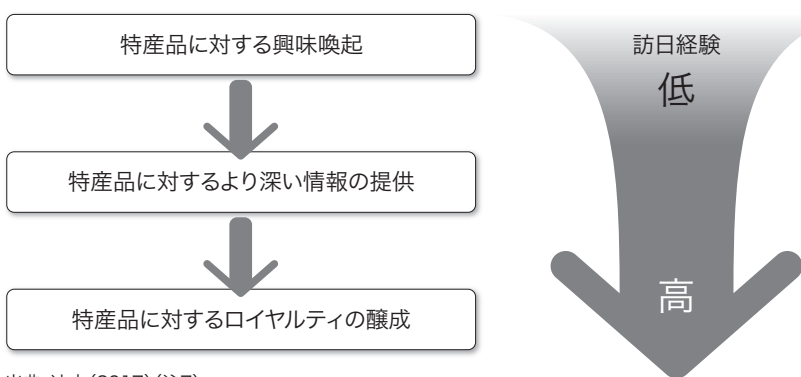 特産品に対する興味喚起
訪日経験
低
特産品に対するより深い情報の提供
高
特産品に対するロイヤルティの醸成